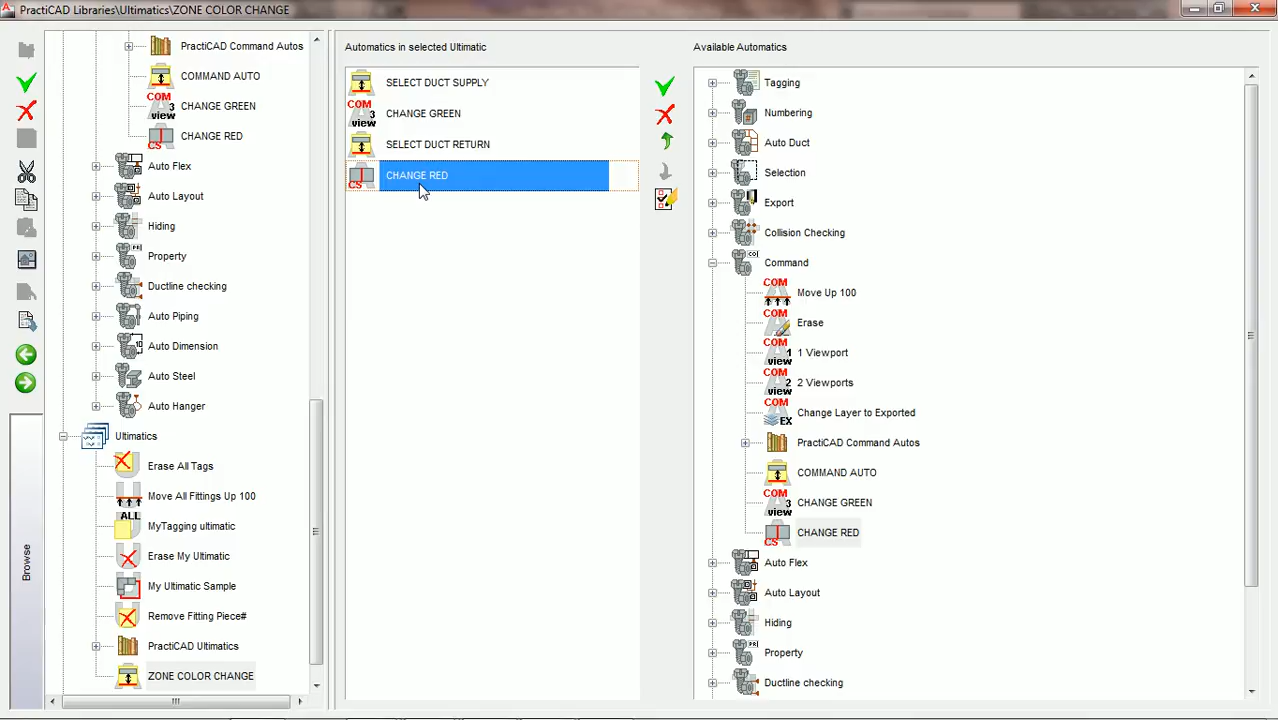 PractiCAD Libraries\Ultimatics\ZONE COLOR CHANGE
PractiCAD Command Autos
COMMAND AUTO
COM
3
view
CHANGE GREEN
CS
CHANGE RED
Auto Flex
Auto Layout
Hiding
PR
Property
Ductline checking
Auto Piping
10
Auto Dimension
Auto Steel
Auto Hanger
Ultimatics
Erase All Tags
Move All Fittings Up 100
ALL
MyTagging ultimatic
Erase My Ultimatic
My Ultimatic Sample
Remove Fitting Piece#
PractiCAD Ultimatics
ZONE COLOR CHANGE
Browse
Automatics in selected Ultimatic
SELECT DUCT SUPPLY
COM
3
view
CHANGE GREEN
SELECT DUCT RETURN
CS
CHANGE RED
Available Automatics
Tagging
#
Numbering
Auto Duct
Selection
Export
Collision Checking
CO
Command
COM
Move Up 100
COM
Erase
COM
1
view
1 Viewport
COM
2
view
2 Viewports
COM
EX
Change Layer to Exported
PractiCAD Command Autos
COMMAND AUTO
COM
3
view
CHANGE GREEN
CS
CHANGE RED
Auto Flex
Auto Layout
Hiding
PR
Property
Ductline checking